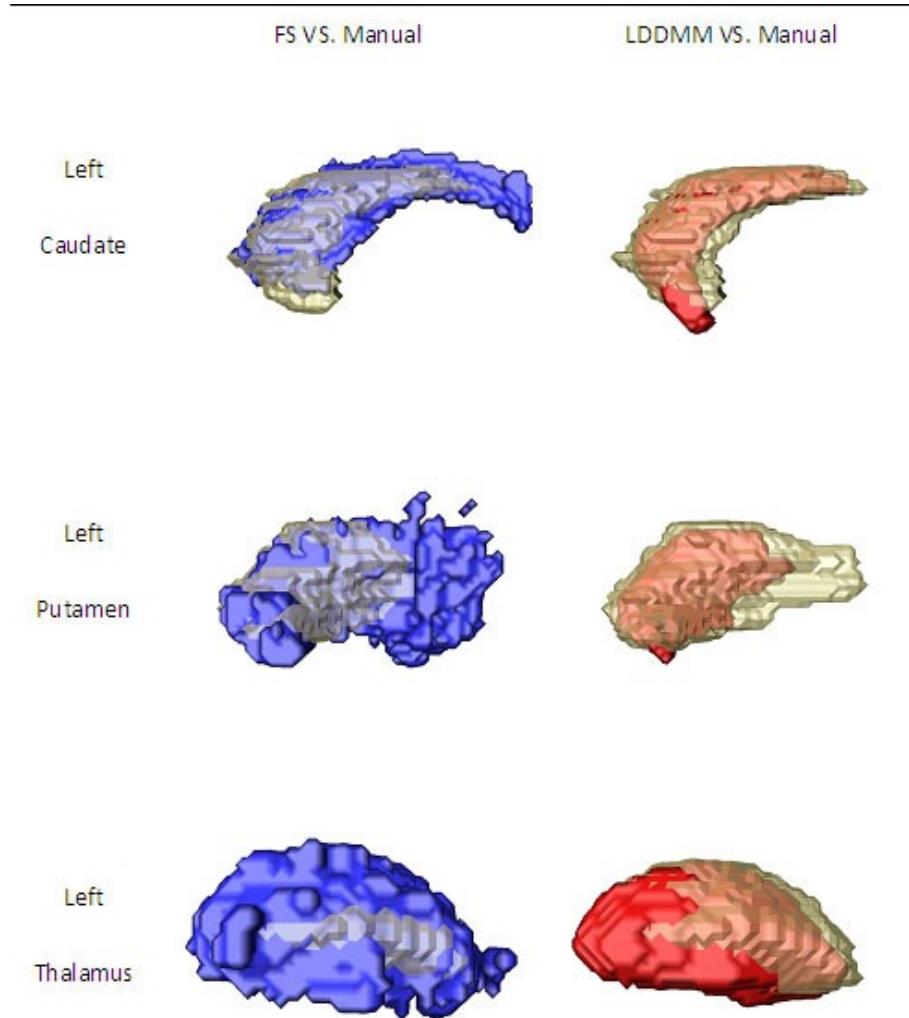 FS VS. Manual
LDDMM VS. Manual
Left
Caudate
Left
Putamen
Left
Thalamus